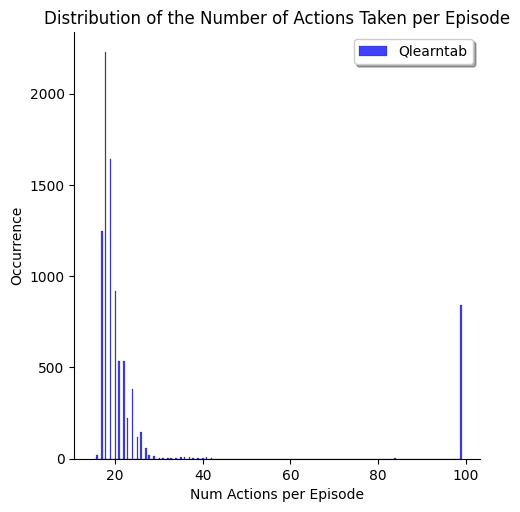 Distribution of the Number of Actions Taken per Episode
Qlearntab
2000
1500
1000
500
0
Occurrence
20
40
60
80
100
Num Actions per Episode